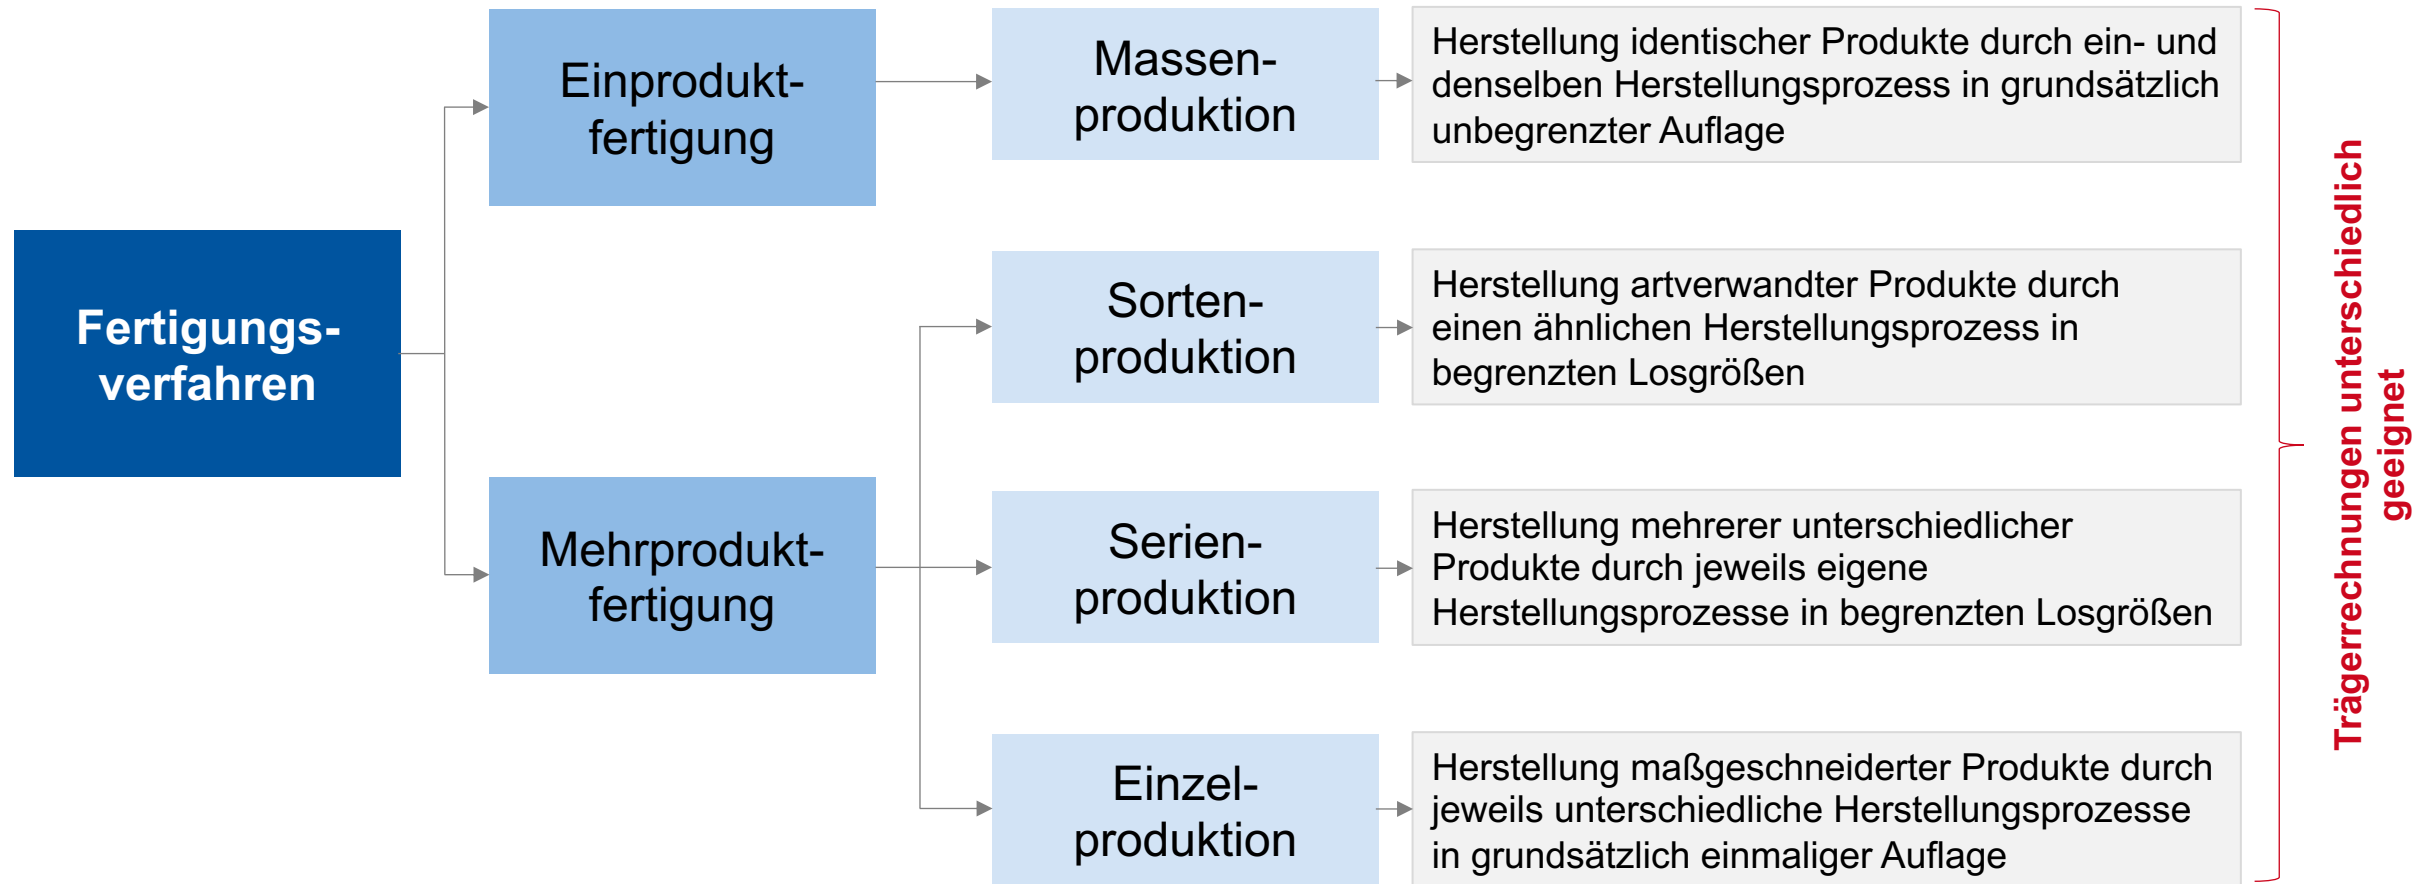 Fertigungs-
verfahren
Einprodukt-
fertigung
Mehrprodukt-
fertigung
Massen-
produktion
Herstellung identischer Produkte durch ein- und
denselben Herstellungsprozess in grundsätzlich
unbegrenzter Auflage
Sorten-
produktion
Herstellung artverwandter Produkte durch
einen ähnlichen Herstellungsprozess in
begrenzten Losgrößen
Serien-
produktion
Herstellung mehrerer unterschiedlicher
Produkte durch jeweils eigene
Herstellungsprozesse in begrenzten Losgrößen
Einzel-
produktion
Herstellung maßgeschneiderter Produkte durch
jeweils unterschiedliche Herstellungsprozesse
in grundsätzlich einmaliger Auflage
Trägerrechnungen unterschiedlich
geeignet